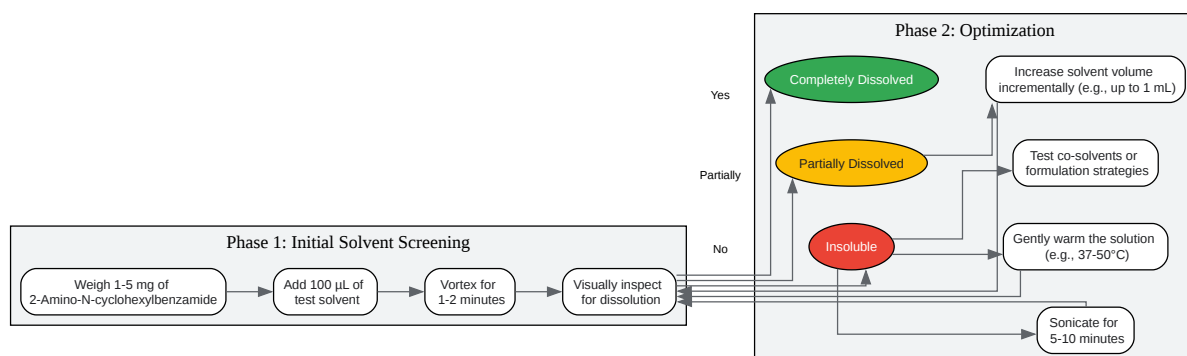 Phase 2: Optimization
Completely Dissolved
Increase solvent volume
incrementally (e.g., up to 1 mL)
Yes
Partially Dissolved
Test co-solvents or
formulation strategies
Partially
Phase 1: Initial Solvent Screening
No
Insoluble
Gently warm the solution
(e.g., 37-50°C)
Weigh 1-5 mg of
2-Amino-N-cyclohexylbenzamide
Add 100 µL of
test solvent
Vortex for
1-2 minutes
Visually inspect
for dissolution
Sonicate for
5-10 minutes